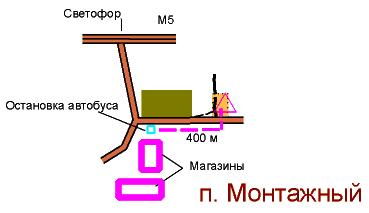 Светофор
М5
Остановка автобуса
400 м
Магазины
п. Монтажный